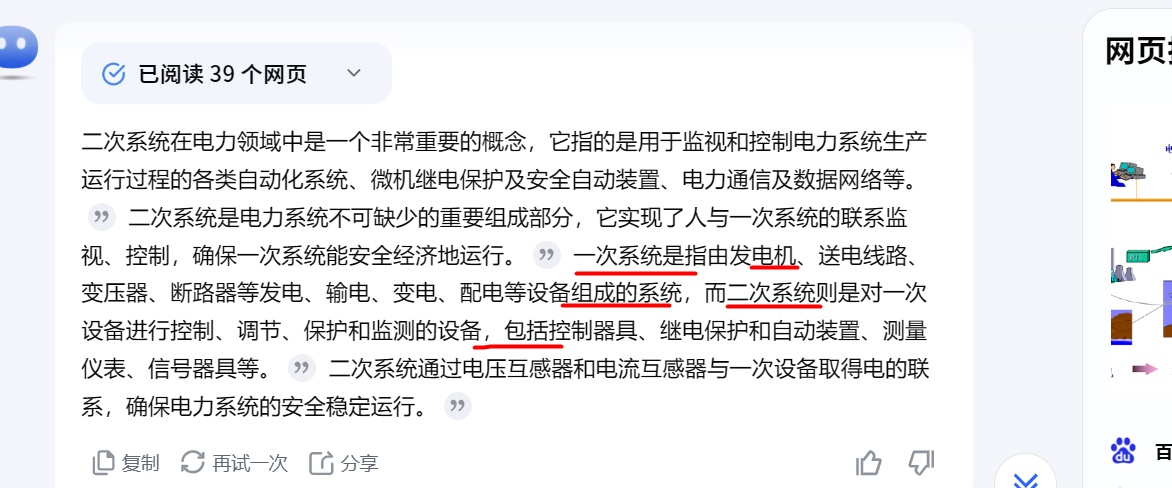 已阅读 39 个网页
二次系统在电力领域中是一个非常重要的概念，它指的是用于监视和控制电力系统生产
运行过程的各类自动化系统、微机继电保护及安全自动装置、电力通信及数据网络等。
二次系统是电力系统不可缺少的重要组成部分，它实现了人与一次系统的联系监
视、控制，确保一次系统能安全经济地运行。 一次系统是指由发电机、送电线路、
变压器、断路器等发电、输电、变电、配电等设备组成的系统，而二次系统则是对一次
设备进行控制、调节、保护和监测的设备，包括控制器具、继电保护和自动装置、测量
仪表、信号器具等。 二次系统通过电压互感器和电流互感器与一次设备取得电的联
系，确保电力系统的安全稳定运行。
复制 再试一次 分享
网页
du 百